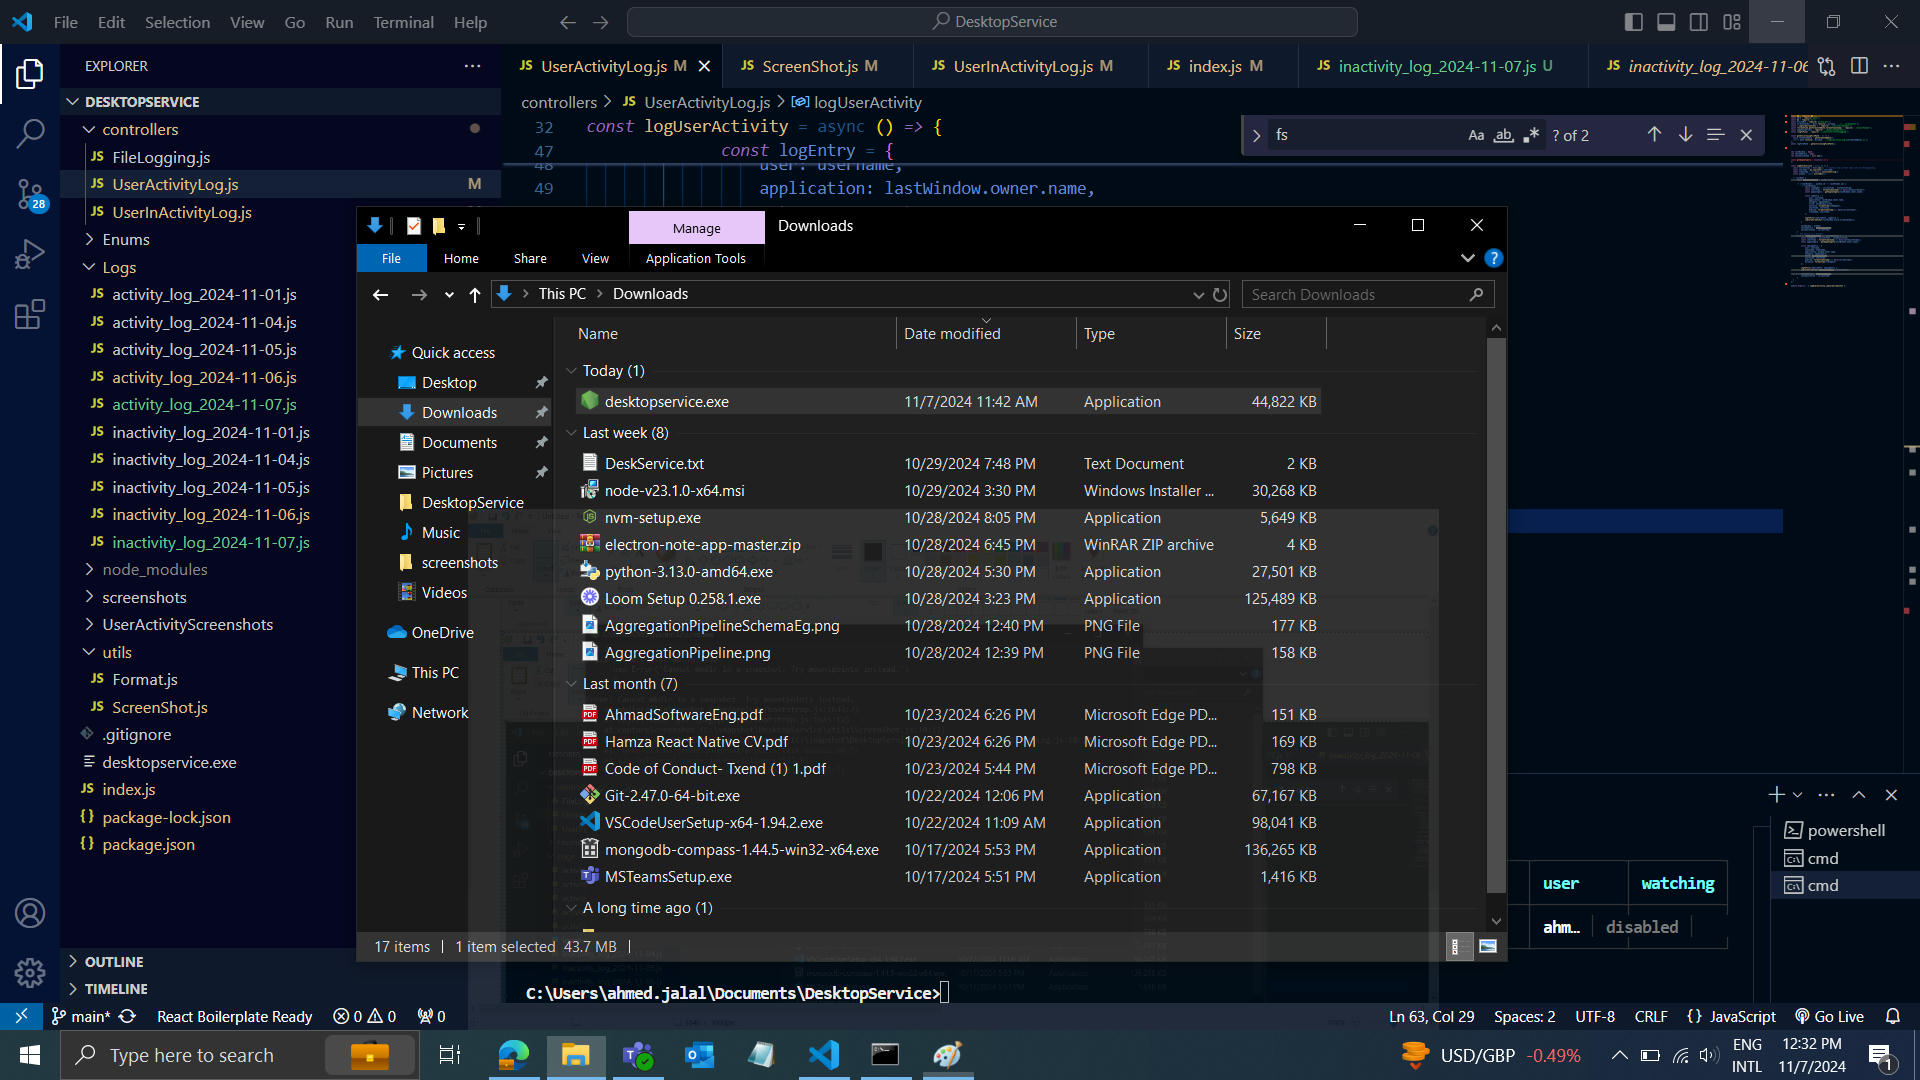 File Edit Selection View Go Run Terminal Help
DesktopService
EXPLORER
DESKTOPSERVICE
controllers
JS FileLogging.js
JS UserActivityLog.js M
JS UserInActivityLog.js
Enums
Logs
JS activity_log_2024-11-01.js
JS activity_log_2024-11-04.js
JS activity_log_2024-11-05.js
JS activity_log_2024-11-06.js
JS activity_log_2024-11-07.js
JS inactivity_log_2024-11-01.js
JS inactivity_log_2024-11-04.js
JS inactivity_log_2024-11-05.js
JS inactivity_log_2024-11-06.js
JS inactivity_log_2024-11-07.js
node_modules
screenshots
UserActivityScreenshots
utils
JS Format.js
JS ScreenShot.js
.gitignore
desktopservice.exe
JS index.js
{} package-lock.json
{} package.json
OUTLINE
TIMELINE
28
JS UserActivityLog.js M
JS ScreenShot.js M
JS UserInActivityLog.js M
JS index.js M
JS inactivity_log_2024-11-07.js U
JS inactivity_log_2024-11-06
controllers > JS UserActivityLog.js > logUserActivity
32 const logUserActivity = async () => {
47 const logEntry = {
48 user: username,
49 application: lastWindow.owner.name,
fs Aa ab .* ? of 2
Manage Downloads
File Home Share View Application Tools
This PC > Downloads
Search Downloads
Quick access
Desktop
Downloads
Documents
Pictures
DesktopService
Music
screenshots
Videos
OneDrive
This PC
Network
Name Date modified Type Size
Today (1)
desktopservice.exe 11/7/2024 11:42 AM Application 44,822 KB
Last week (8)
DeskService.txt 10/29/2024 7:48 PM Text Document 2 KB
node-v23.1.0-x64.msi 10/29/2024 3:30 PM Windows Installer ... 30,268 KB
nvm-setup.exe 10/28/2024 8:05 PM Application 5,649 KB
electron-note-app-master.zip 10/28/2024 6:45 PM WinRAR ZIP archive 4 KB
python-3.13.0-amd64.exe 10/28/2024 5:30 PM Application 27,501 KB
Loom Setup 0.258.1.exe 10/28/2024 3:23 PM Application 125,489 KB
AggregationPipelineSchemaEg.png 10/28/2024 12:40 PM PNG File 177 KB
AggregationPipeline.png 10/28/2024 12:39 PM PNG File 158 KB
Last month (7)
AhmadSoftwareEng.pdf 10/23/2024 6:26 PM Microsoft Edge PD... 151 KB
Hamza React Native CV.pdf 10/23/2024 6:26 PM Microsoft Edge PD... 169 KB
Code of Conduct- Txend (1) 1.pdf 10/23/2024 5:44 PM Microsoft Edge PD... 798 KB
Git-2.47.0-64-bit.exe 10/22/2024 12:06 PM Application 67,167 KB
VSCodeUserSetup-x64-1.94.2.exe 10/22/2024 11:09 AM Application 98,041 KB
mongodb-compass-1.44.5-win32-x64.exe 10/17/2024 5:53 PM Application 136,265 KB
MSTeamsSetup.exe 10/17/2024 5:51 PM Application 1,416 KB
A long time ago (1)
17 items 1 item selected 43.7 MB
powershell
cmd
cmd
user watching
ahm… disabled
C:\Users\ahmed.jalal\Documents\DesktopService>
main* React Boilerplate Ready 0 0 0
Ln 63, Col 29 Spaces: 2 UTF-8 CRLF {} JavaScript Go Live
Type here to search
USD/GBP -0.49%
ENG
INTL
12:32 PM
11/7/2024
1